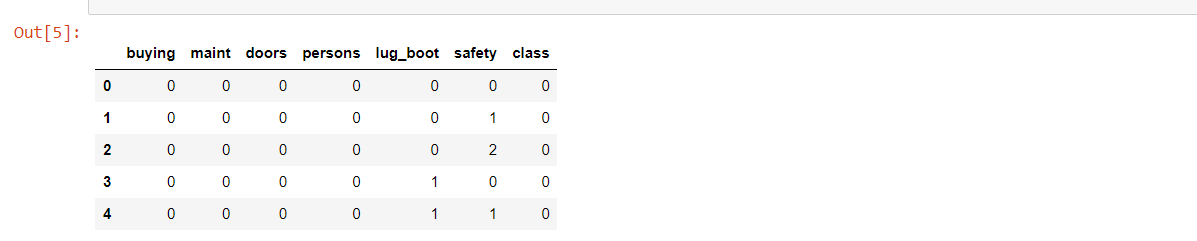 Out[5]:
buying maint doors persons lug_boot safety class
0 0 0 0 0 0 0 0
1 0 0 0 0 0 1 0
2 0 0 0 0 0 2 0
3 0 0 0 0 1 0 0
4 0 0 0 0 1 1 0